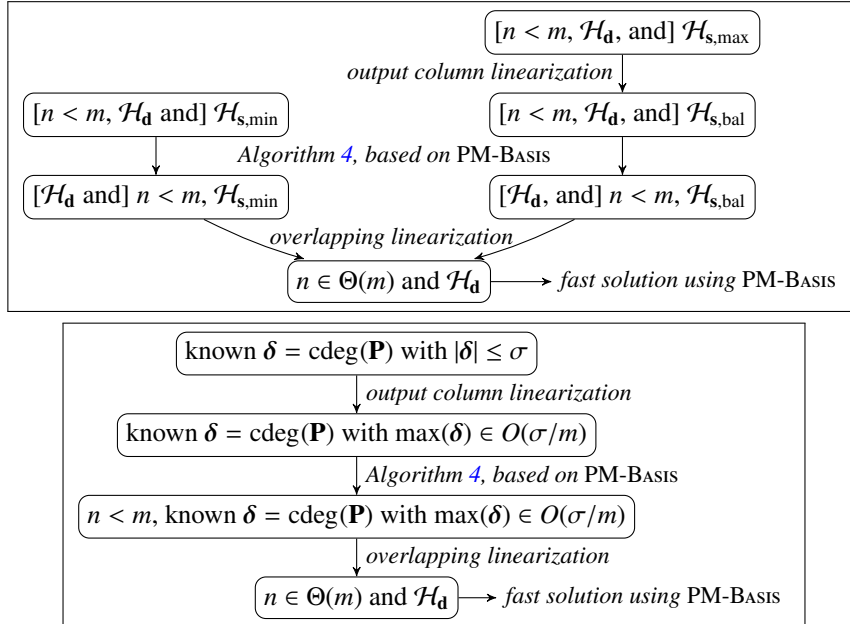 [n < m, ℋ_d, and] ℋ_s,max
output column linearization
[n < m, ℋ_d and] ℋ_s,min
[n < m, ℋ_d, and] ℋ_s,bal
Algorithm 4, based on PM-Basis
[ℋ_d and] n < m, ℋ_s,min
[ℋ_d, and] n < m, ℋ_s,bal
overlapping linearization
n ∈ Θ(m) and ℋ_d
fast solution using PM-Basis
known δ = cdeg(P) with |δ| ≤ σ
output column linearization
known δ = cdeg(P) with max(δ) ∈ O(σ/m)
Algorithm 4, based on PM-Basis
n < m, known δ = cdeg(P) with max(δ) ∈ O(σ/m)
overlapping linearization
n ∈ Θ(m) and ℋ_d
fast solution using PM-Basis